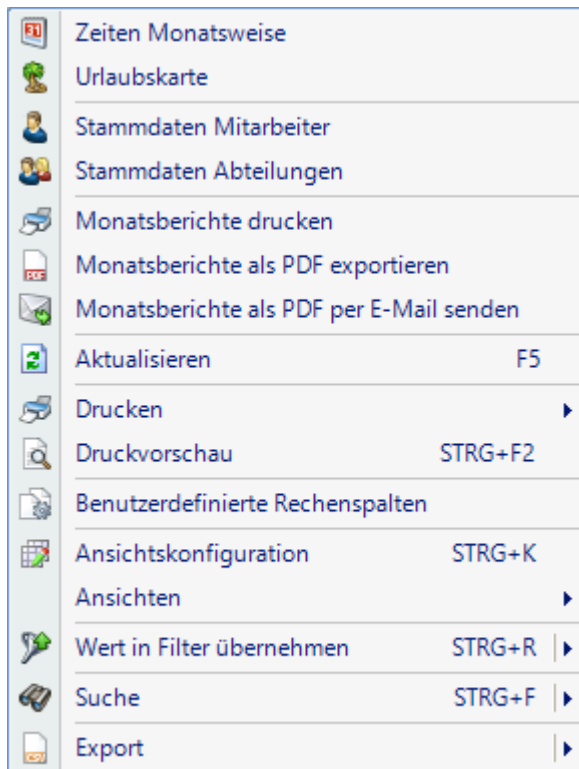 Zeiten Monatsweise
Urlaubskarte
Stammdaten Mitarbeiter
Stammdaten Abteilungen
Monatsberichte drucken
Monatsberichte als PDF exportieren
Monatsberichte als PDF per E-Mail senden
Aktualisieren F5
Drucken
Druckvorschau STRG+F2
Benutzerdefinierte Rechenspalten
Ansichtskonfiguration STRG+K
Ansichten
Wert in Filter übernehmen STRG+R
Suche STRG+F
Export